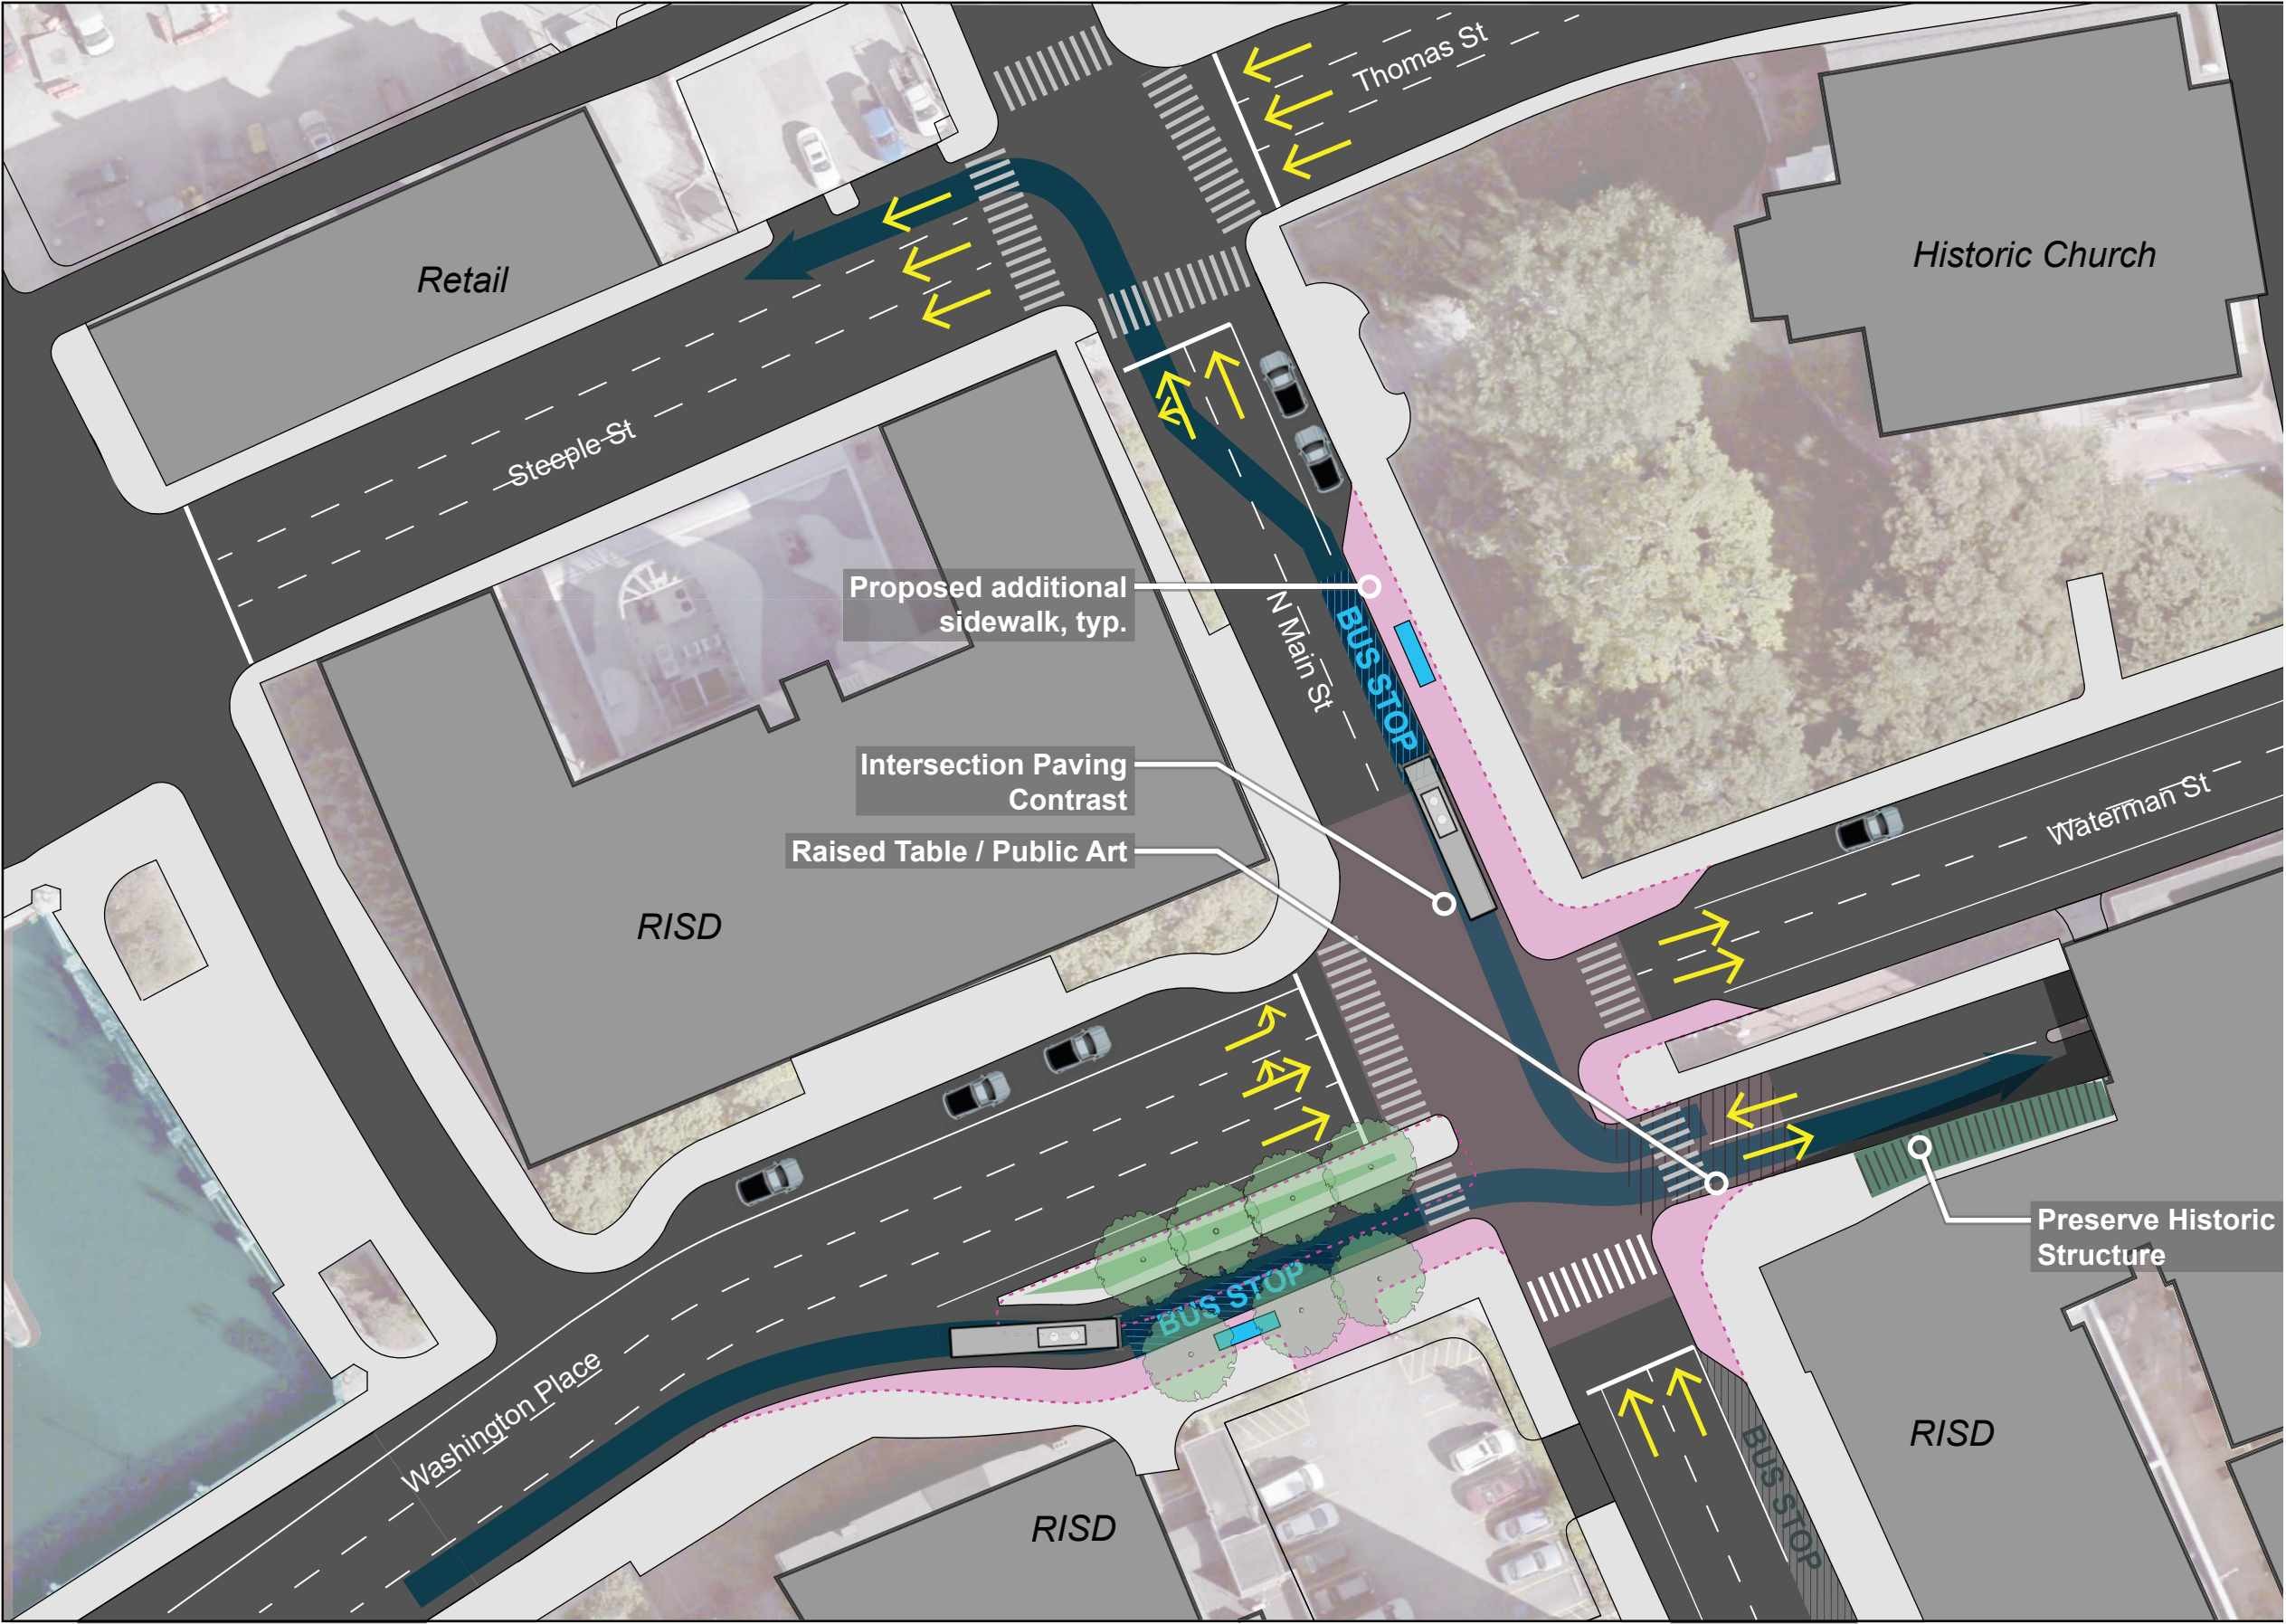 Thomas St
Historic Church
Retail
Steeple St
Proposed additional
sidewalk, typ.
N Main St
BUS STOP
Intersection Paving
Contrast
Raised Table / Public Art
Waterman St
RISD
Preserve Historic
Structure
BUS STOP
Washington Place
RISD
BUS STOP
RISD